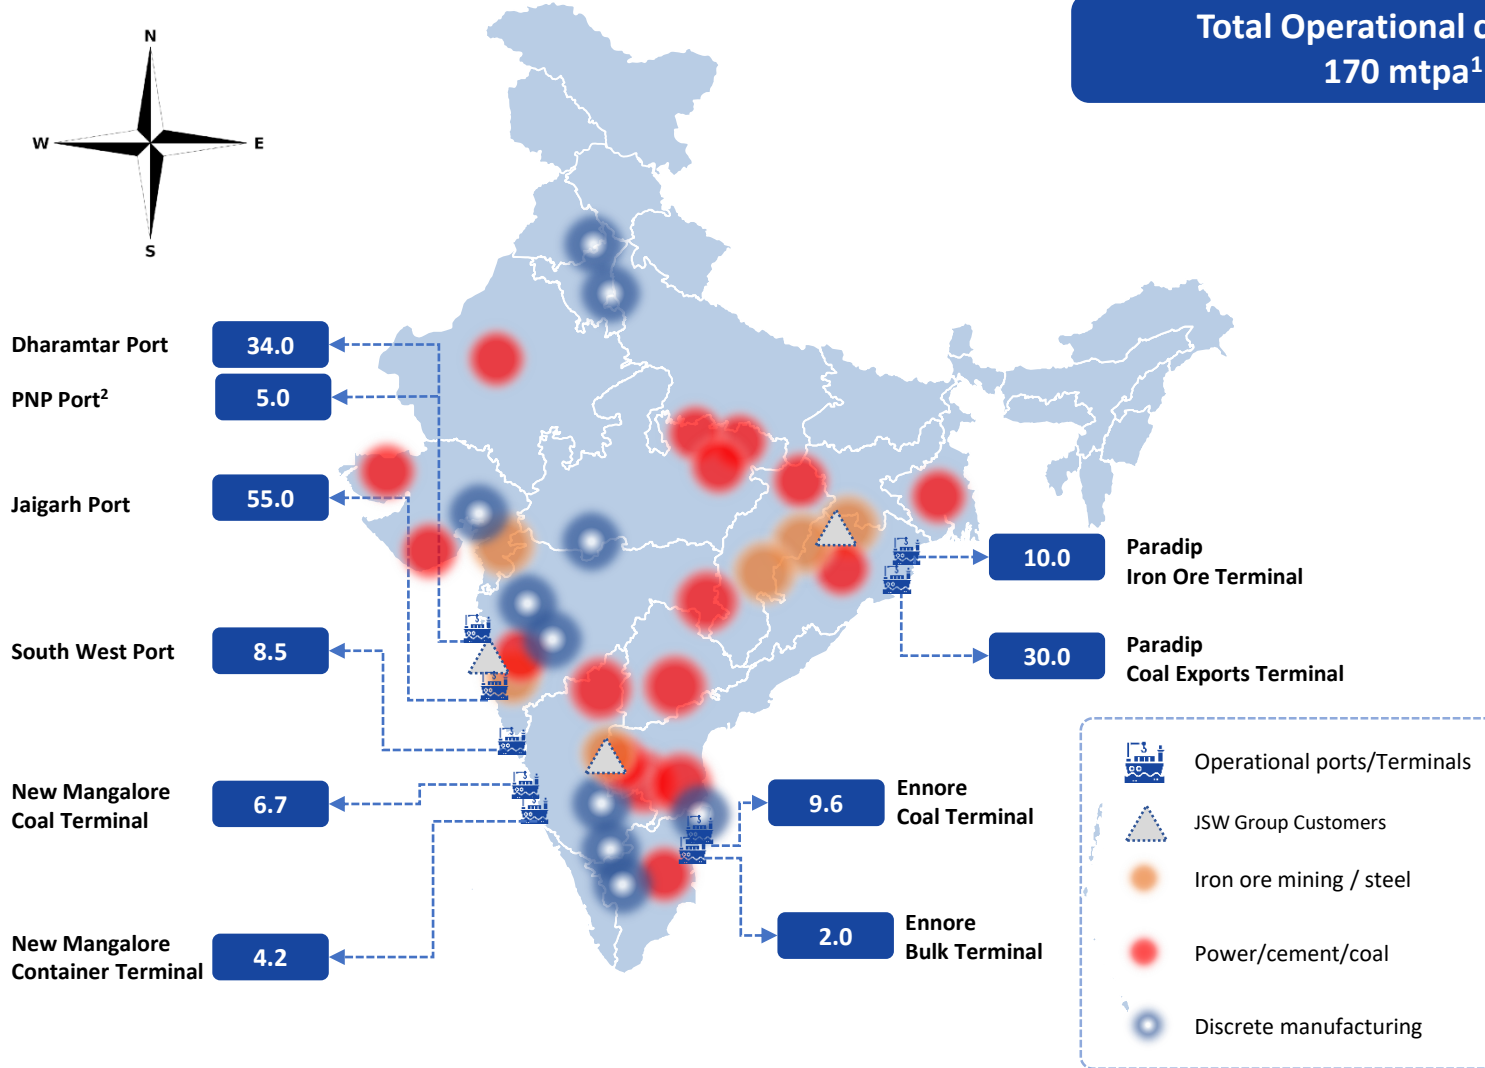 Total Operational
170 mtpa1
N
W
E
S
Dharamtar Port
34.0
PNP Port2
5.0
Jaigarh Port
55.0
South West Port
8.5
New Mangalore
Coal Terminal
6.7
New Mangalore
Container Terminal
4.2
10.0
Paradip
Iron Ore Terminal
30.0
Paradip
Coal Exports Terminal
9.6
Ennore
Coal Terminal
2.0
Ennore
Bulk Terminal
Operational ports/Terminals
JSW Group Customers
Iron ore mining / steel
Power/cement/coal
Discrete manufacturing